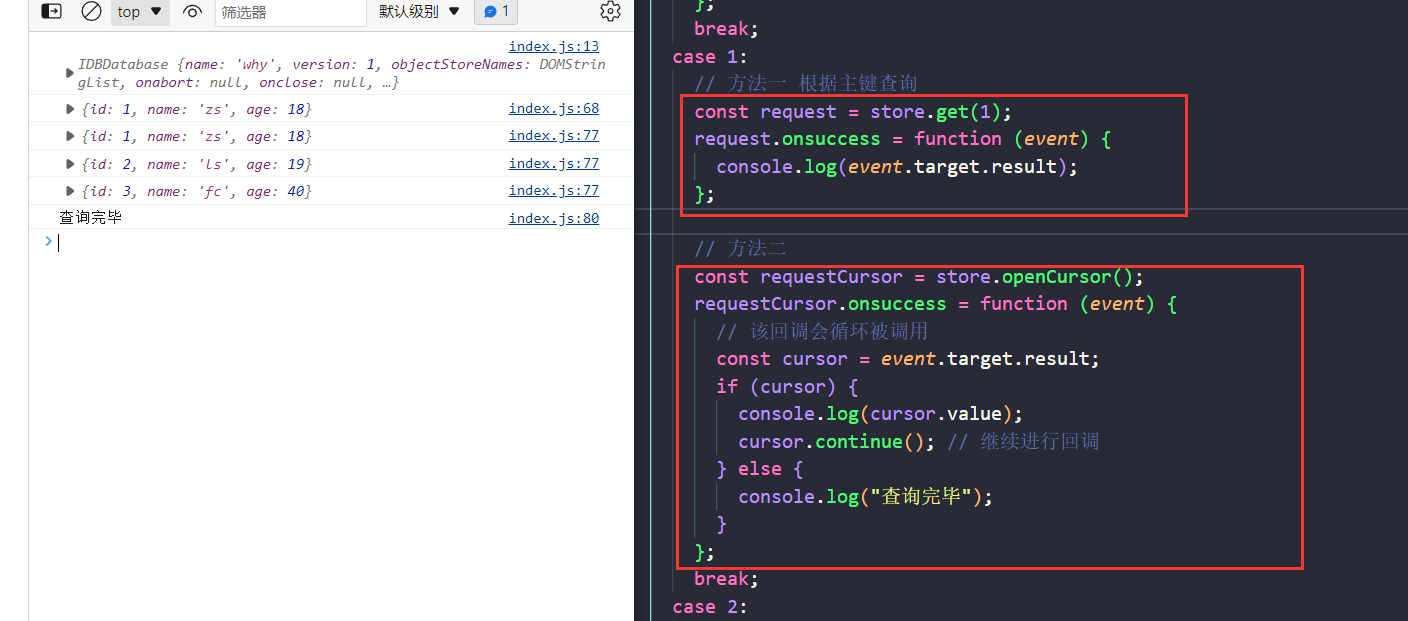 top ▼ 筛选器 默认级别 ▼ 1
index.js:13
IDBDatabase {name: 'why', version: 1, objectStoreNames: DOMStrin
gList, onabort: null, onclose: null, …}
{id: 1, name: 'zs', age: 18} index.js:68
{id: 1, name: 'zs', age: 18} index.js:77
{id: 2, name: 'ls', age: 19} index.js:77
{id: 3, name: 'fc', age: 40} index.js:77
查询完毕 index.js:80
>
};
break;
case 1:
// 方法一 根据主键查询
const request = store.get(1);
request.onsuccess = function (event) {
console.log(event.target.result);
};
// 方法二
const requestCursor = store.openCursor();
requestCursor.onsuccess = function (event) {
// 该回调会循环被调用
const cursor = event.target.result;
if (cursor) {
console.log(cursor.value);
cursor.continue(); // 继续进行回调
} else {
console.log("查询完毕");
}
};
break;
case 2: